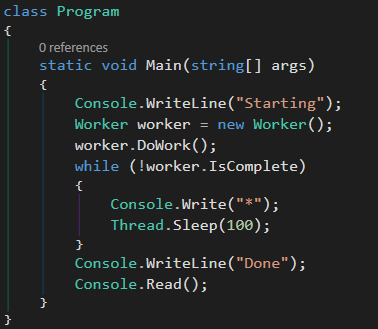 class Program
{
0 references
static void Main(string[] args)
{
Console.WriteLine("Starting");
Worker worker = new Worker();
worker.DoWork();
while (!worker.IsComplete)
{
Console.Write("*");
Thread.Sleep(100);
}
Console.WriteLine("Done");
Console.Read();
}
}